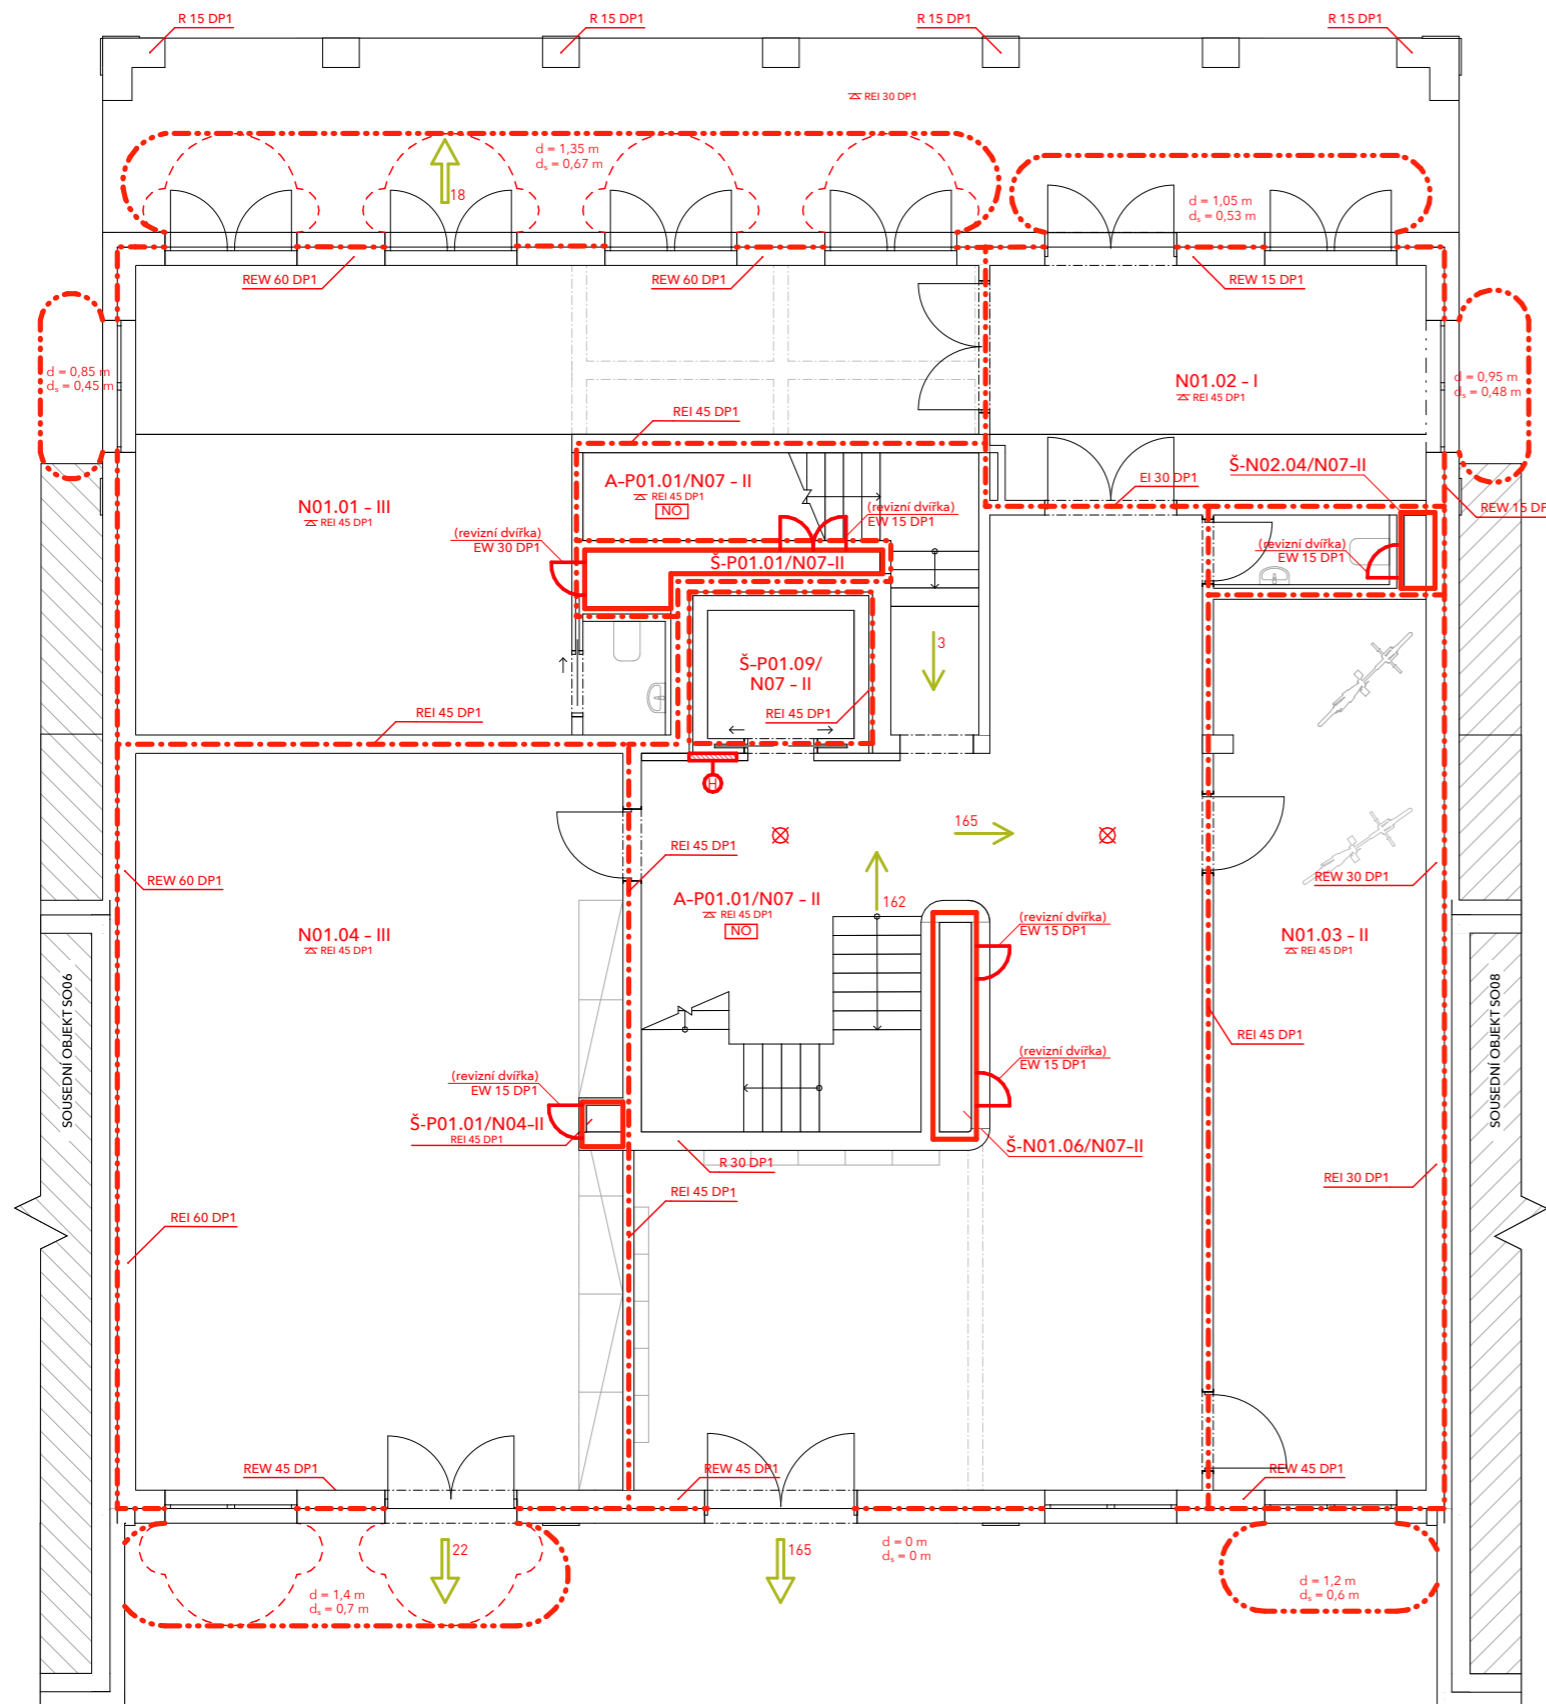 R 15 DP1
R 15 DP1
R 15 DP1
R 15 DP1
REI 30 DP1
d = 1,35 m
dₛ = 0,67 m
18
d = 1,05 m
dₛ = 0,53 m
REW 60 DP1
REW 60 DP1
REW 15 DP1
d = 0,85 m
dₛ = 0,45 m
N01.02 - I
REI 45 DP1
d = 0,95 m
dₛ = 0,48 m
REI 45 DP1
N01.01 - III
REI 45 DP1
A-P01.01/N07 - II
REI 45 DP1
NO
Š-N02.04/N07-II
EI 30 DP1
REW 15 DP
(revizní dvířka)
EW 15 DP1
(revizní dvířka)
EW 30 DP1
(revizní dvířka)
EW 15 DP1
Š-P01.01/N07-II
3
Š-P01.09/
N07 - II
REI 45 DP1
REI 45 DP1
H
165
REI 45 DP1
REW 60 DP1
REW 30 DP1
A-P01.01/N07 - II
REI 45 DP1
NO
162
(revizní dvířka)
EW 15 DP1
N01.04 - III
REI 45 DP1
N01.03 - II
REI 45 DP1
SOUSEDNÍ OBJEKT SO06
SOUSEDNÍ OBJEKT SO08
REI 45 DP1
(revizní dvířka)
EW 15 DP1
(revizní dvířka)
EW 15 DP1
Š-P01.01/N04-II
REI 45 DP1
Š-N01.06/N07-II
R 30 DP1
REI 45 DP1
REI 30 DP1
REI 60 DP1
REW 45 DP1
REW 45 DP1
REW 45 DP1
22
165
d = 0 m
dₛ = 0 m
d = 1,4 m
dₛ = 0,7 m
d = 1,2 m
dₛ = 0,6 m